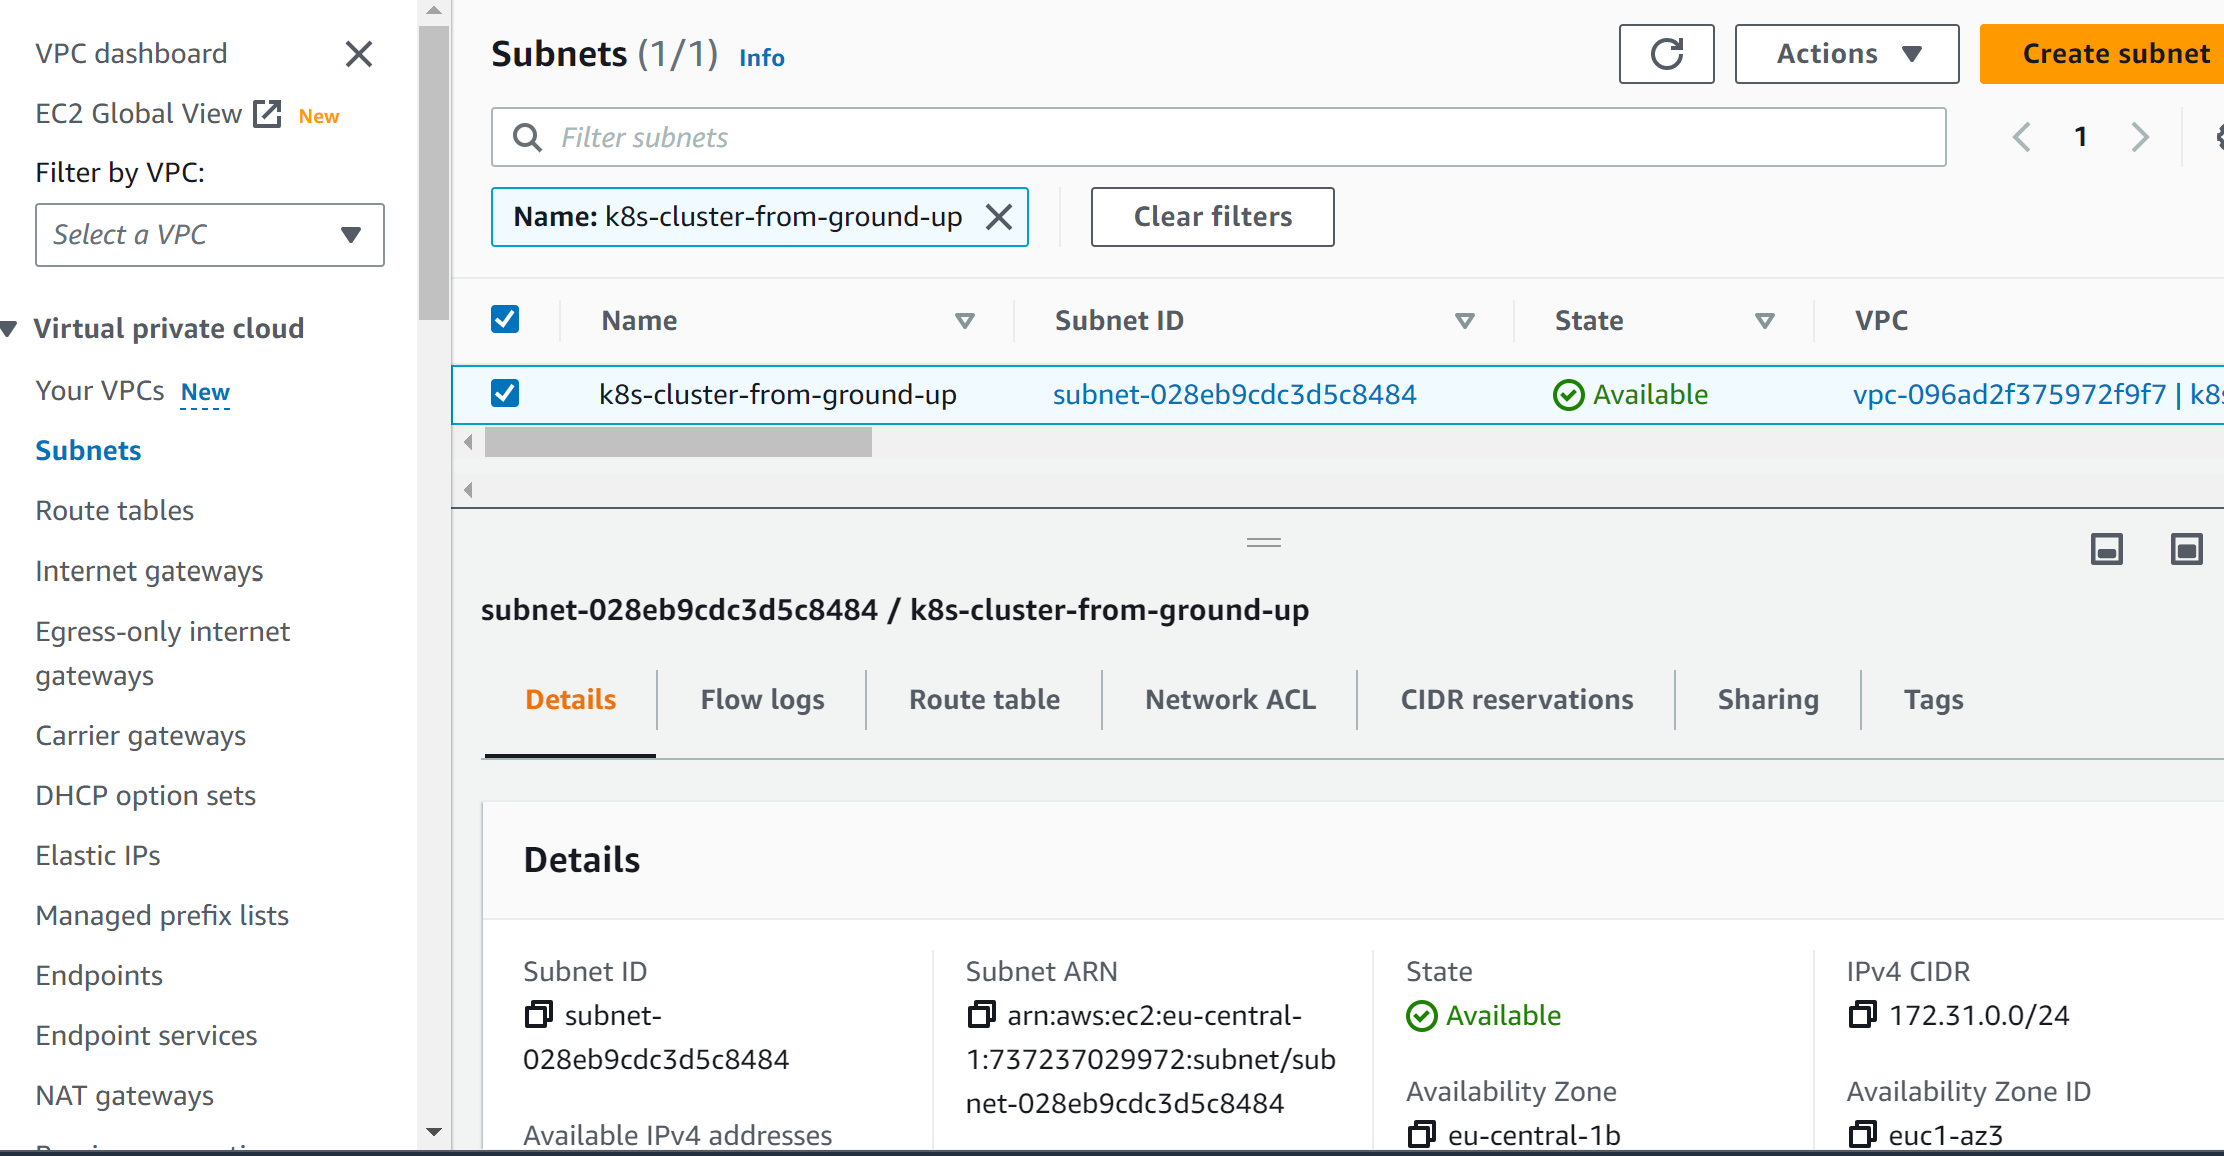 VPC dashboard
EC2 Global View New
Filter by VPC:
Select a VPC
Virtual private cloud
Your VPCs New
Subnets
Route tables
Internet gateways
Egress-only internet
gateways
Carrier gateways
DHCP option sets
Elastic IPs
Managed prefix lists
Endpoints
Endpoint services
NAT gateways
Subnets (1/1) Info
Actions
Create subnet
Filter subnets
1
Name: k8s-cluster-from-ground-up
Clear filters
Name Subnet ID State VPC
k8s-cluster-from-ground-up subnet-028eb9cdc3d5c8484 Available vpc-096ad2f375972f9f7 | k8s
subnet-028eb9cdc3d5c8484 / k8s-cluster-from-ground-up
Details Flow logs Route table Network ACL CIDR reservations Sharing Tags
Details
Subnet ID
subnet-
028eb9cdc3d5c8484
Available IPv4 addresses
Subnet ARN
arn:aws:ec2:eu-central-
1:737237029972:subnet/sub
net-028eb9cdc3d5c8484
State
Available
Availability Zone
eu-central-1b
IPv4 CIDR
172.31.0.0/24
Availability Zone ID
euc1-az3